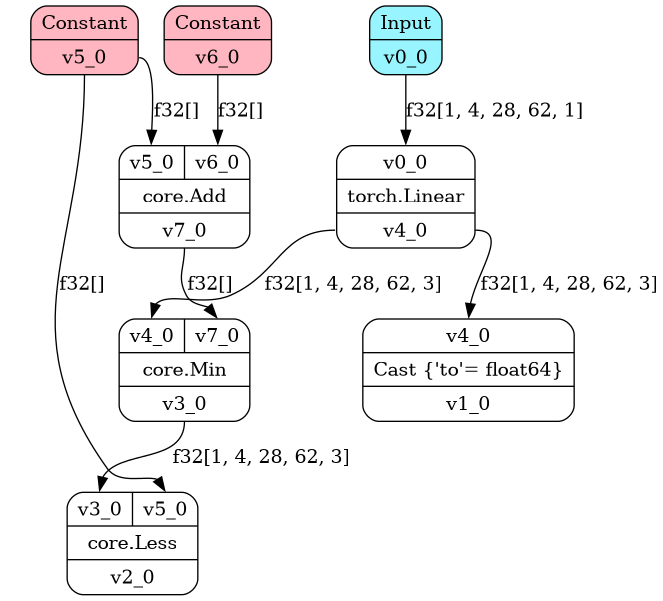 Constant
v5_0
Constant
v6_0
Input
v0_0
f32[]
f32[]
f32[1, 4, 28, 62, 1]
v5_0 v6_0
core.Add
v7_0
v0_0
torch.Linear
v4_0
f32[]
f32[]
f32[1, 4, 28, 62, 3]
f32[1, 4, 28, 62, 3]
v4_0 v7_0
core.Min
v3_0
v4_0
Cast {'to'= float64}
v1_0
f32[1, 4, 28, 62, 3]
v3_0 v5_0
core.Less
v2_0